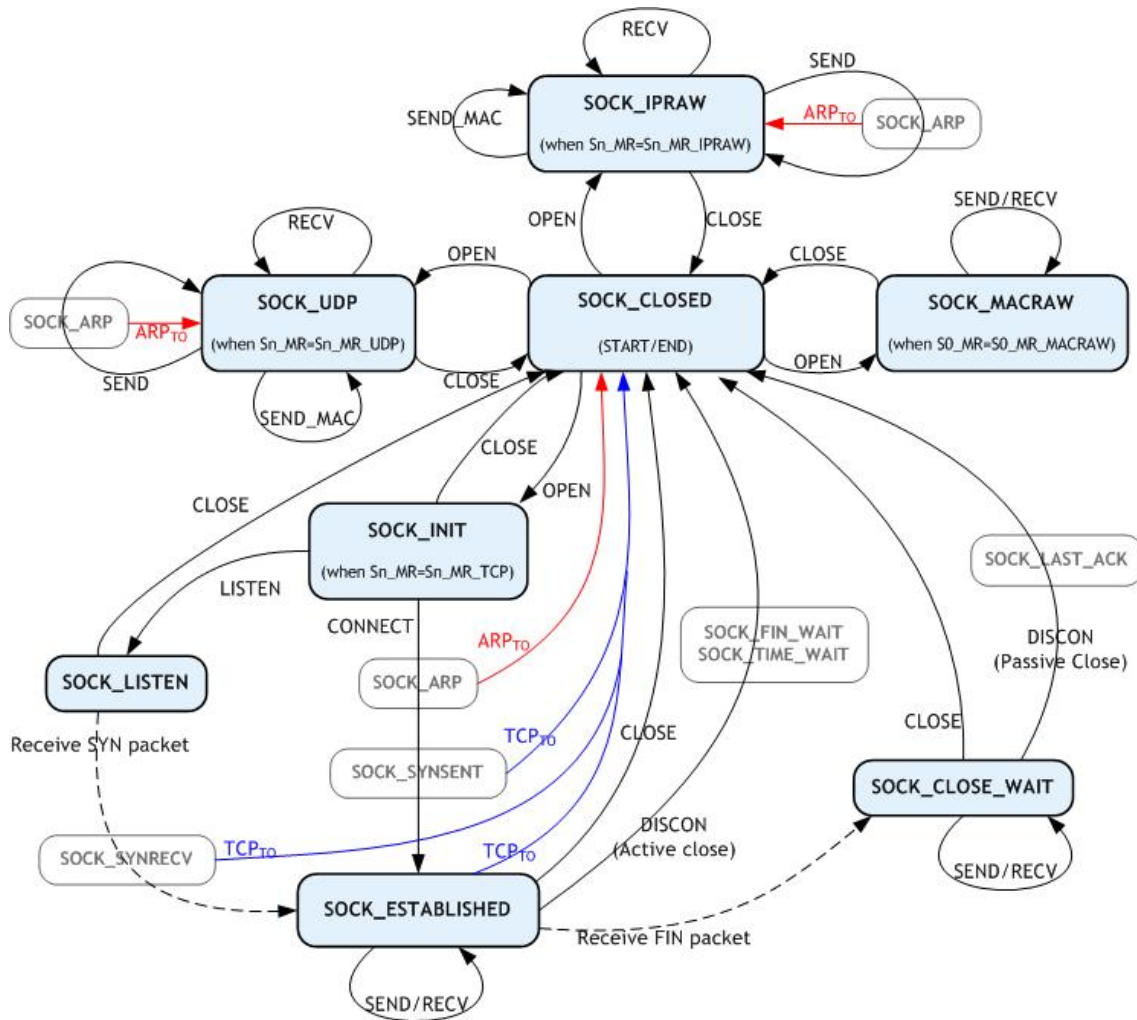 RECV
SEND
SOCK_IPRAW
SEND_MAC
(when Sn_MR=Sn_MR_IPRAW)
ARPTO
SOCK_ARP
OPEN
CLOSE
SEND/RECV
RECV
OPEN
CLOSE
SOCK_UDP
SOCK_CLOSED
SOCK_MACRAW
SOCK_ARP
ARPTO
(when Sn_MR=Sn_MR_UDP)
(START/END)
(when S0_MR=S0_MR_MACRAW)
SEND
CLOSE
OPEN
SEND_MAC
CLOSE
CLOSE
OPEN
SOCK_INIT
(when Sn_MR=Sn_MR_TCP)
LISTEN
SOCK_LAST_ACK
CONNECT
ARPTO
SOCK_FIN_WAIT
SOCK_TIME_WAIT
DISCON
(Passive Close)
SOCK_LISTEN
SOCK_ARP
Receive SYN packet
TCPTO
CLOSE
CLOSE
SOCK_SYNSENT
SOCK_CLOSE_WAIT
DISCON
(Active close)
SOCK_SYNRECV
TCPTO
TCPTO
SEND/RECV
SOCK_ESTABLISHED
Receive FIN packet
SEND/RECV